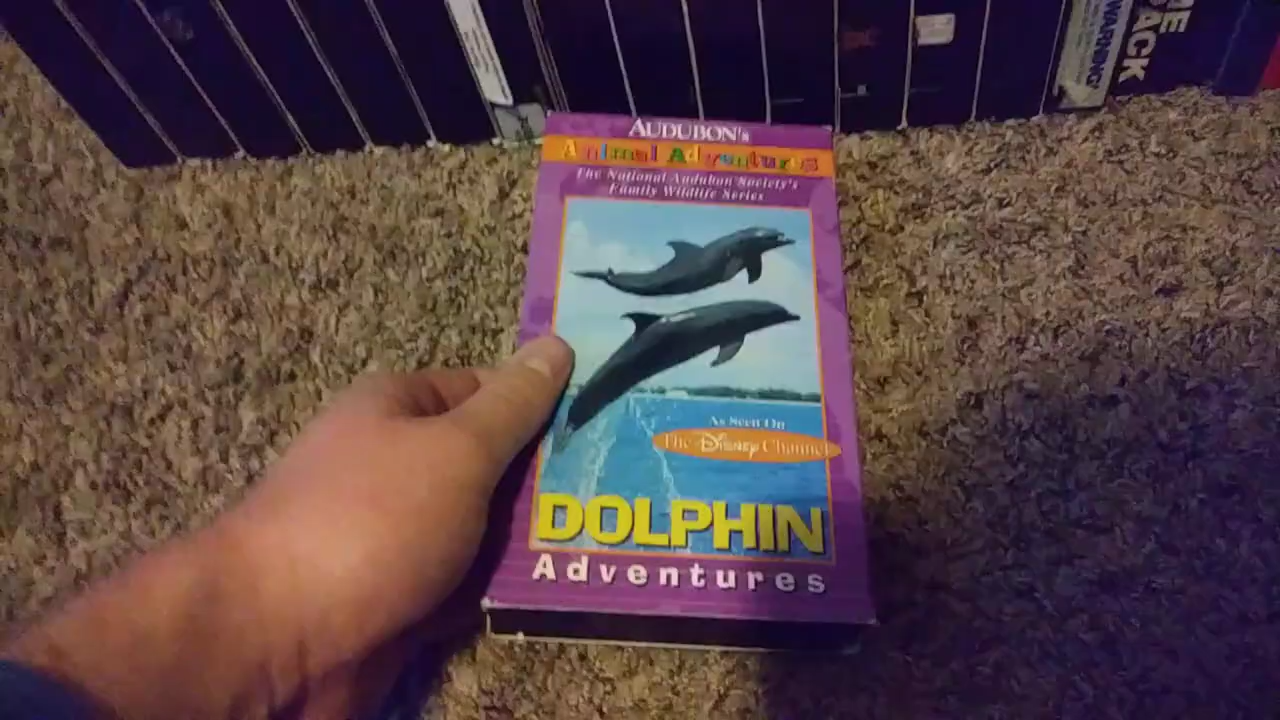 WARNING
ACK
AUDUBON's
Animal Adventures
The National Audubon Society's
Family Wildlife Series
As Seen On
The Disney Channel
DOLPHIN
Adventures